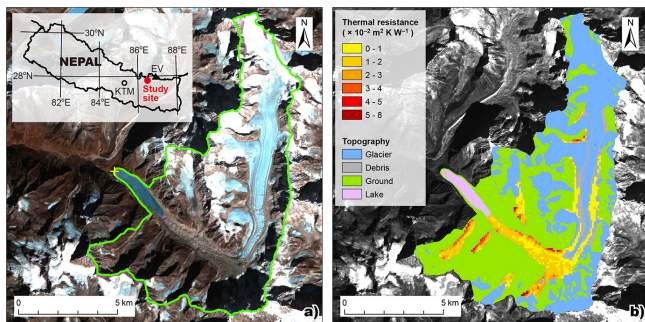 30°N
86°E
88°E
NEPAL
EV
28°N
KTM
Study
site
82°E
84°E
N
0
5 km
a)
Thermal resistance
( × 10⁻² m² K W⁻¹)
0 - 1
1 - 2
2 - 3
3 - 4
4 - 5
5 - 8
Topography
Glacier
Debris
Ground
Lake
N
0
5 km
b)